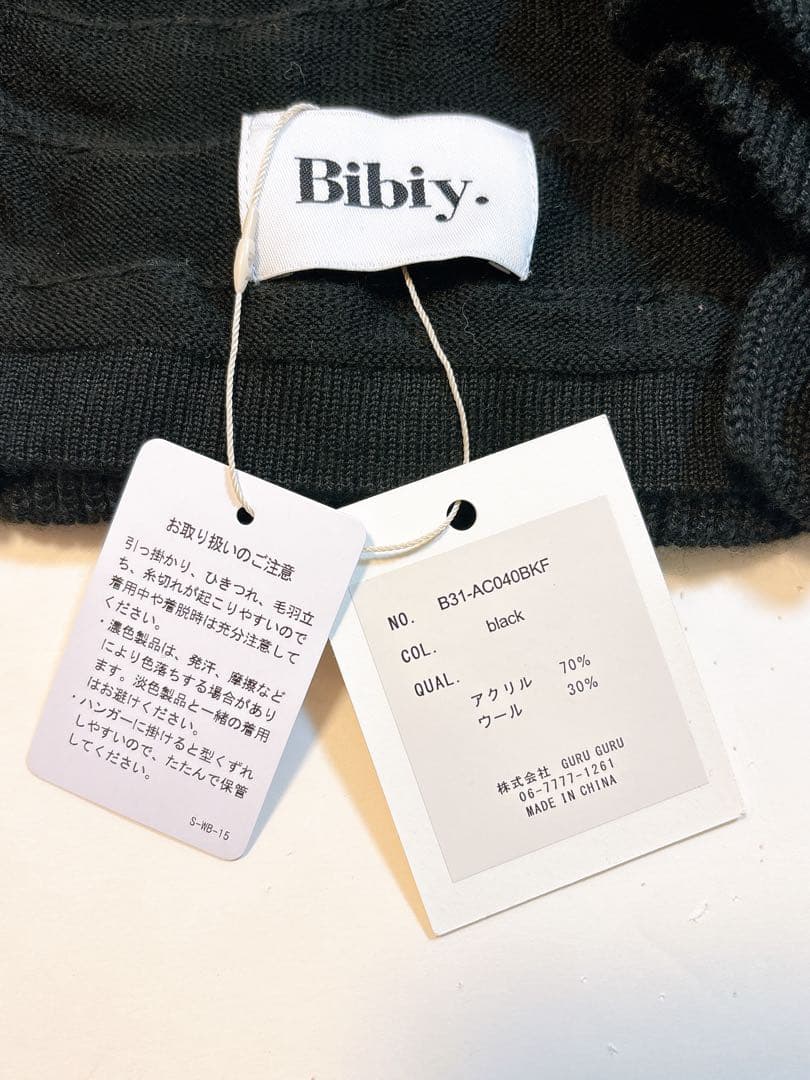 Bibiy.
お取り扱いのご注意
引っ掛かり、ひきつれ、毛羽立
ち、糸切れが起こりやすいので
着用中や着脱時は充分注意して
ください。
・濃色製品は、発汗、摩擦など
により色落ちする場合があり
ます。淡色製品と一緒の着用
はお避けください。
・ハンガーに掛けると型くずれ
しやすいので、たたんで保管
してください。
S-WB-15
NO. B31-AC040BKF
COL. black
QUAL.
アクリル 70%
ウール 30%
株式会社 GURU GURU
06-7777-1261
MADE IN CHINA